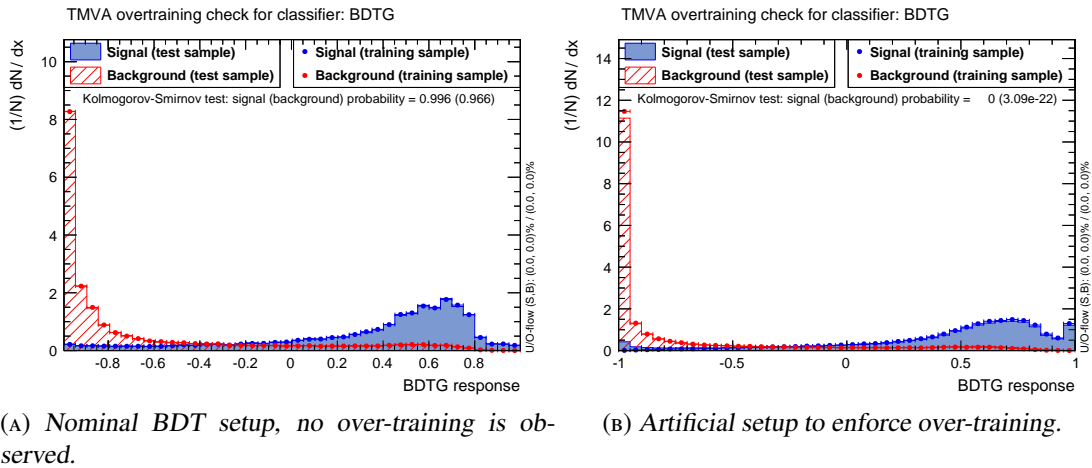 TMVA overtraining check for classifier: BDTG
Signal (test sample)
Background (test sample)
Signal (training sample)
Background (training sample)
Kolmogorov-Smirnov test: signal (background) probability = 0.996 (0.966)
(1/N) dN / dx
10
8
6
4
2
0
-0.8 -0.6 -0.4 -0.2 0 0.2 0.4 0.6 0.8
BDTG response
U/O-flow (S,B): (0.0, 0.0)% / (0.0, 0.0)%
(A) Nominal BDT setup, no over-training is ob-
served.
TMVA overtraining check for classifier: BDTG
Signal (test sample)
Background (test sample)
Signal (training sample)
Background (training sample)
Kolmogorov-Smirnov test: signal (background) probability = 0 (3.09e-22)
(1/N) dN / dx
14
12
10
8
6
4
2
0
-1 -0.5 0 0.5 1
BDTG response
U/O-flow (S,B): (0.0, 0.0)% / (0.0, 0.0)%
(B) Artificial setup to enforce over-training.